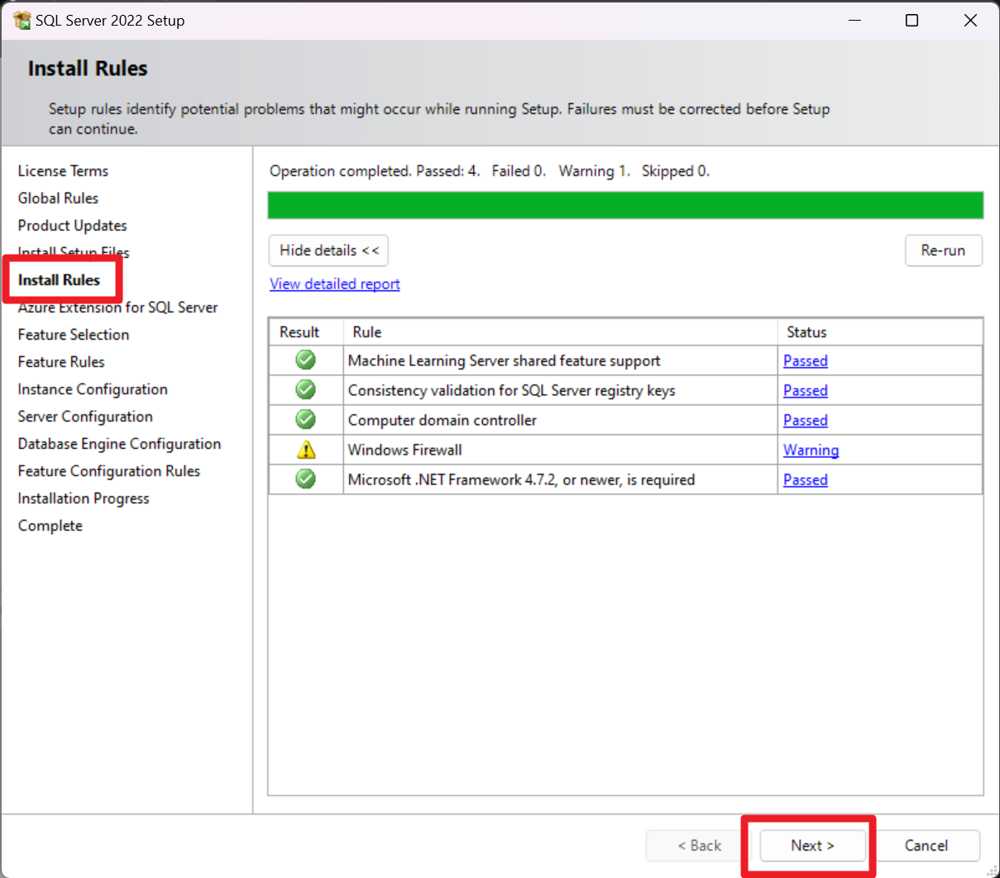 SQL Server 2022 Setup
Install Rules
Setup rules identify potential problems that might occur while running Setup. Failures must be corrected before Setup
can continue.
License Terms
Global Rules
Product Updates
Install Setup Files
Install Rules
Azure Extension for SQL Server
Feature Selection
Feature Rules
Instance Configuration
Server Configuration
Database Engine Configuration
Feature Configuration Rules
Installation Progress
Complete
Operation completed. Passed: 4. Failed 0. Warning 1. Skipped 0.
Hide details <<
Re-run
View detailed report
Result Rule Status
Machine Learning Server shared feature support Passed
Consistency validation for SQL Server registry keys Passed
Computer domain controller Passed
Windows Firewall Warning
Microsoft .NET Framework 4.7.2, or newer, is required Passed
< Back
Next >
Cancel